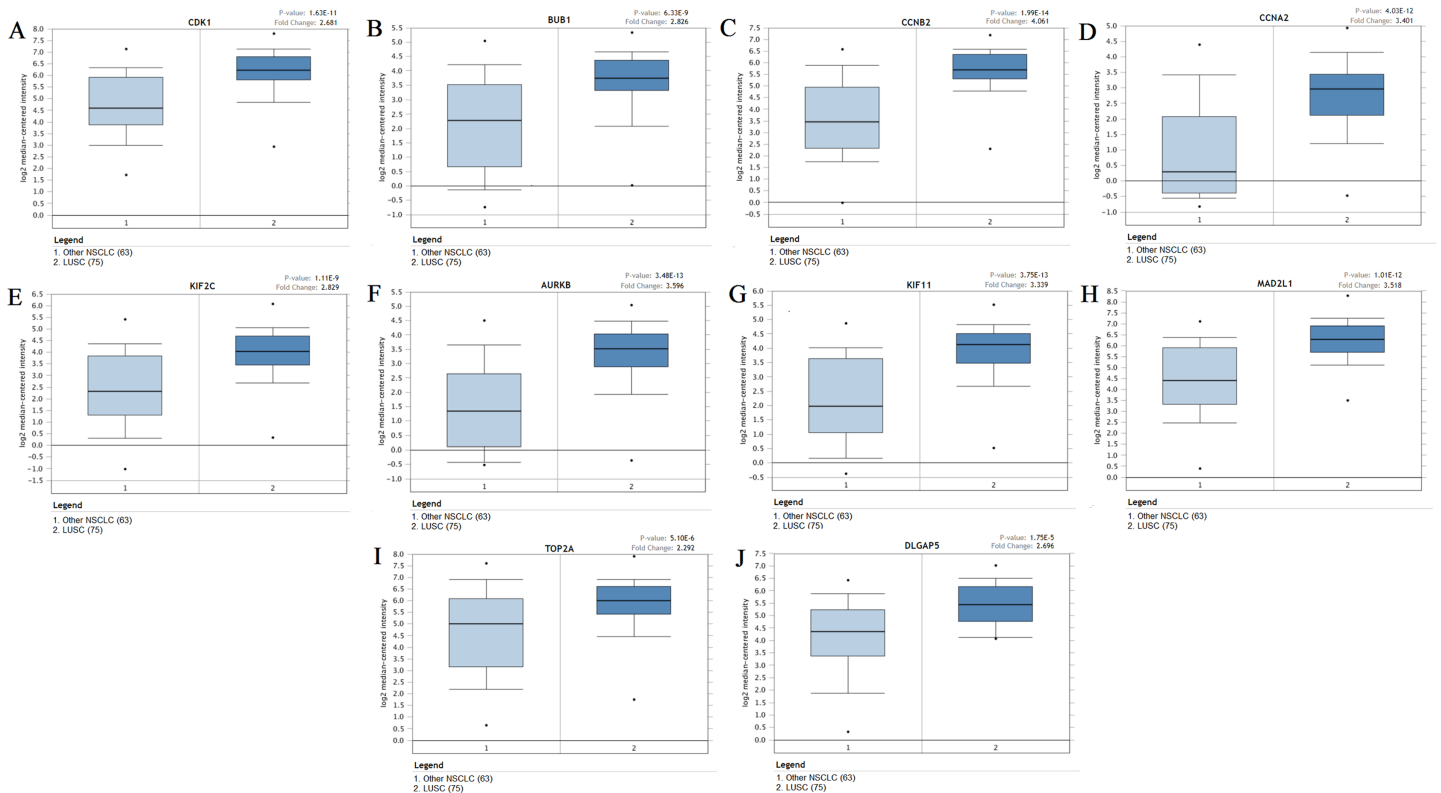 A
CDK1
P-value: 1.63E-11
Fold Change: 2.681
log2 median-centered intensity
8.0
7.5
7.0
6.5
6.0
5.5
5.0
4.5
4.0
3.5
3.0
2.5
2.0
1.5
1.0
0.5
0.0
1 2
Legend
1. Other NSCLC (63)
2. LUSC (75)
B
BUB1
P-value: 6.33E-9
Fold Change: 2.826
log2 median-centered intensity
5.5
5.0
4.5
4.0
3.5
3.0
2.5
2.0
1.5
1.0
0.5
0.0
-0.5
-1.0
1 2
Legend
1. Other NSCLC (63)
2. LUSC (75)
C
CCNB2
P-value: 1.99E-14
Fold Change: 4.061
log2 median-centered intensity
7.5
7.0
6.5
6.0
5.5
5.0
4.5
4.0
3.5
3.0
2.5
2.0
1.5
1.0
0.5
0.0
-0.5
1 2
Legend
1. Other NSCLC (63)
2. LUSC (75)
D
CCNA2
P-value: 4.03E-12
Fold Change: 3.401
log2 median-centered intensity
5.0
4.5
4.0
3.5
3.0
2.5
2.0
1.5
1.0
0.5
0.0
-0.5
-1.0
1 2
Legend
1. Other NSCLC (63)
2. LUSC (75)
E
KIF2C
P-value: 1.11E-9
Fold Change: 2.829
log2 median-centered intensity
6.5
6.0
5.5
5.0
4.5
4.0
3.5
3.0
2.5
2.0
1.5
1.0
0.5
0.0
-0.5
-1.0
-1.5
1 2
Legend
1. Other NSCLC (63)
2. LUSC (75)
F
AURKB
P-value: 3.48E-13
Fold Change: 3.596
log2 median-centered intensity
5.5
5.0
4.5
4.0
3.5
3.0
2.5
2.0
1.5
1.0
0.5
0.0
-0.5
-1.0
1 2
Legend
1. Other NSCLC (63)
2. LUSC (75)
G
KIF11
P-value: 3.75E-13
Fold Change: 3.339
log2 median-centered intensity
6.0
5.5
5.0
4.5
4.0
3.5
3.0
2.5
2.0
1.5
1.0
0.5
0.0
-0.5
-1.0
1 2
Legend
1. Other NSCLC (63)
2. LUSC (75)
H
MAD2L1
P-value: 1.01E-12
Fold Change: 3.518
log2 median-centered intensity
8.5
8.0
7.5
7.0
6.5
6.0
5.5
5.0
4.5
4.0
3.5
3.0
2.5
2.0
1.5
1.0
0.5
0.0
1 2
Legend
1. Other NSCLC (63)
2. LUSC (75)
I
TOP2A
P-value: 5.10E-6
Fold Change: 2.292
log2 median-centered intensity
8.0
7.5
7.0
6.5
6.0
5.5
5.0
4.5
4.0
3.5
3.0
2.5
2.0
1.5
1.0
0.5
0.0
1 2
Legend
1. Other NSCLC (63)
2. LUSC (75)
J
DLGAP5
P-value: 1.75E-5
Fold Change: 2.696
log2 median-centered intensity
7.5
7.0
6.5
6.0
5.5
5.0
4.5
4.0
3.5
3.0
2.5
2.0
1.5
1.0
0.5
0.0
1 2
Legend
1. Other NSCLC (63)
2. LUSC (75)